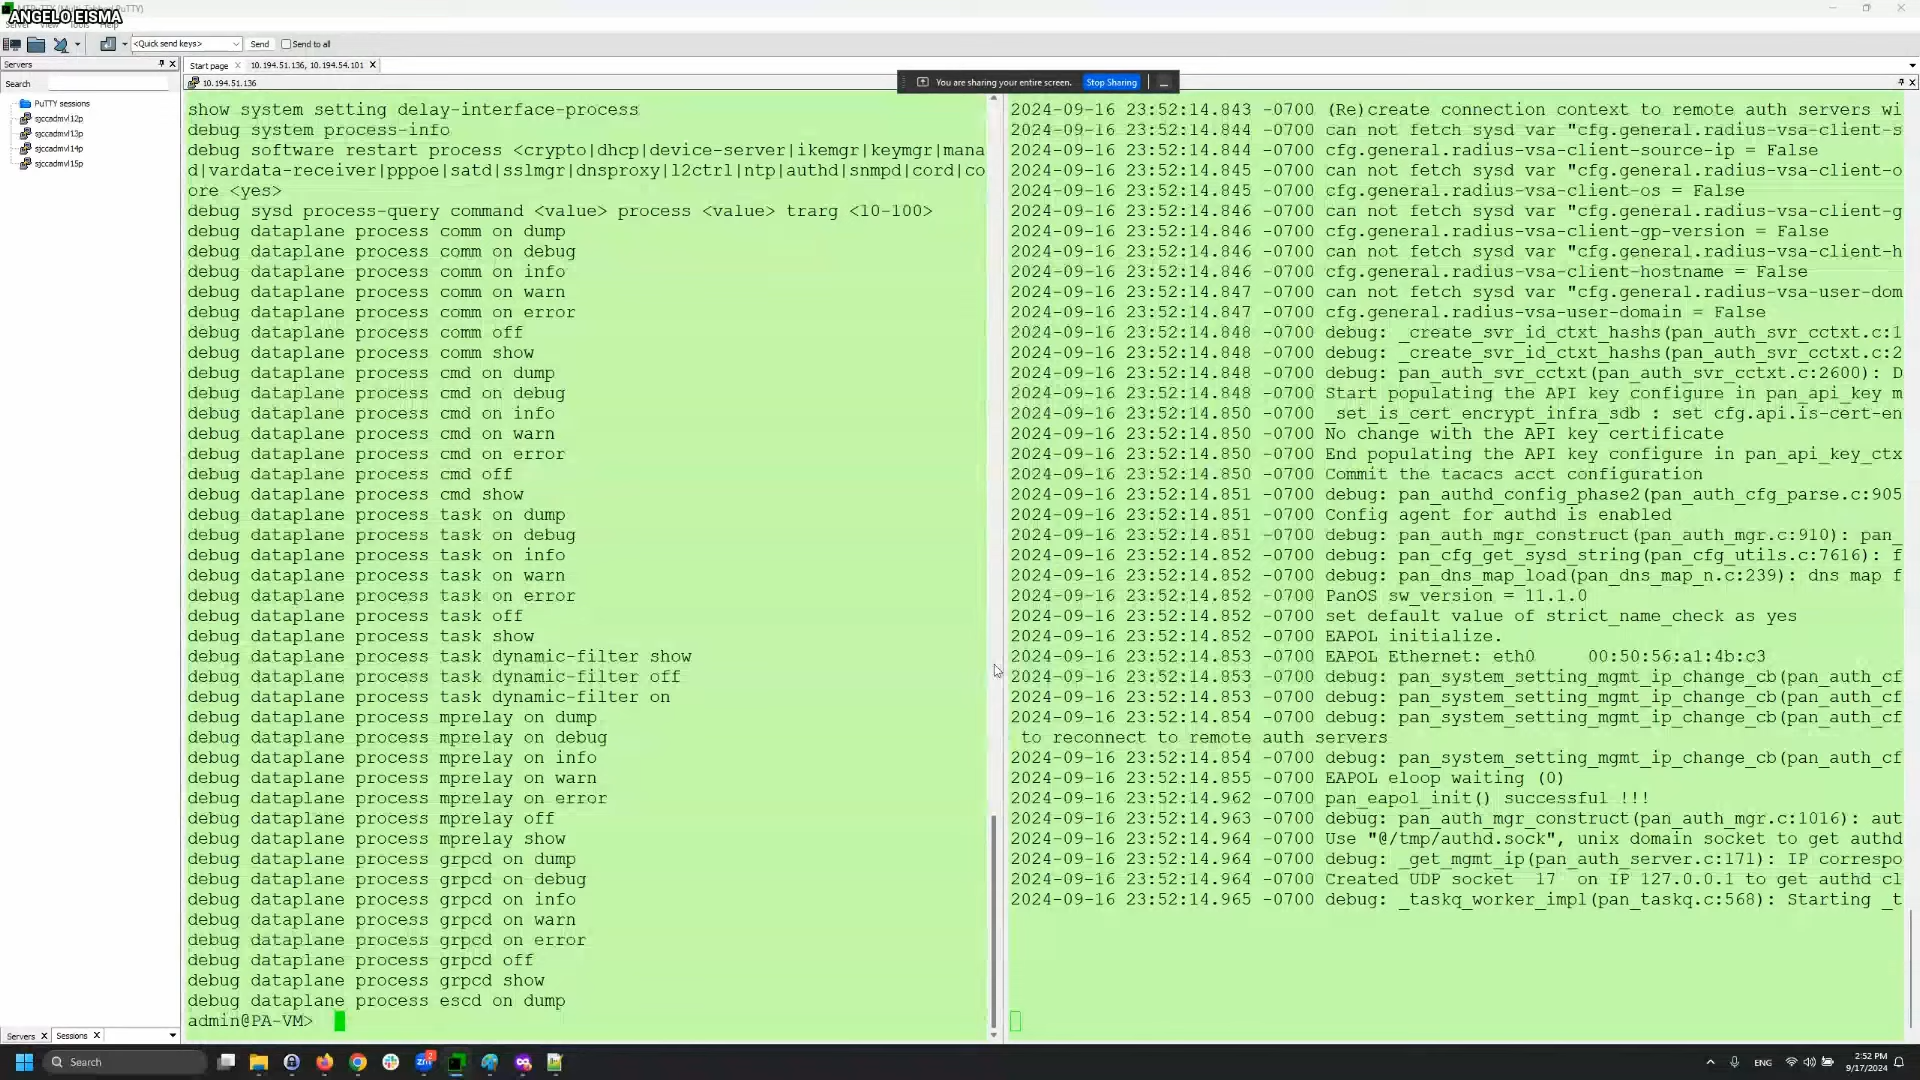 ANGELO EISMA
<Quick send keys>
Send
Send to all
Servers
Start page
10.194.51.136, 10.194.54.101
Search
10.194.51.136
You are sharing your entire screen.
Stop Sharing
PuTTY sessions
sjccadmvl12p
sjccadmvl13p
sjccadmvl14p
sjccadmvl15p
show system setting delay-interface-process
debug system process-info
debug software restart process <crypto|dhcp|device-server|ikemgr|keymgr|mana
d|vardata-receiver|pppoe|satd|sslmgr|dnsproxy|l2ctrl|ntp|authd|snmpd|cord|co
ore <yes>
debug sysd process-query command <value> process <value> trarg <10-100>
debug dataplane process comm on dump
debug dataplane process comm on debug
debug dataplane process comm on info
debug dataplane process comm on warn
debug dataplane process comm on error
debug dataplane process comm off
debug dataplane process comm show
debug dataplane process cmd on dump
debug dataplane process cmd on debug
debug dataplane process cmd on info
debug dataplane process cmd on warn
debug dataplane process cmd on error
debug dataplane process cmd off
debug dataplane process cmd show
debug dataplane process task on dump
debug dataplane process task on debug
debug dataplane process task on info
debug dataplane process task on warn
debug dataplane process task on error
debug dataplane process task off
debug dataplane process task show
debug dataplane process task dynamic-filter show
debug dataplane process task dynamic-filter off
debug dataplane process task dynamic-filter on
debug dataplane process mprelay on dump
debug dataplane process mprelay on debug
debug dataplane process mprelay on info
debug dataplane process mprelay on warn
debug dataplane process mprelay on error
debug dataplane process mprelay off
debug dataplane process mprelay show
debug dataplane process grpcd on dump
debug dataplane process grpcd on debug
debug dataplane process grpcd on info
debug dataplane process grpcd on warn
debug dataplane process grpcd on error
debug dataplane process grpcd off
debug dataplane process grpcd show
debug dataplane process escd on dump
admin@PA-VM>
2024-09-16 23:52:14.843 -0700 (Re)create connection context to remote auth servers wi
2024-09-16 23:52:14.844 -0700 can not fetch sysd var "cfg.general.radius-vsa-client-s
2024-09-16 23:52:14.844 -0700 cfg.general.radius-vsa-client-source-ip = False
2024-09-16 23:52:14.845 -0700 can not fetch sysd var "cfg.general.radius-vsa-client-o
2024-09-16 23:52:14.845 -0700 cfg.general.radius-vsa-client-os = False
2024-09-16 23:52:14.846 -0700 can not fetch sysd var "cfg.general.radius-vsa-client-g
2024-09-16 23:52:14.846 -0700 cfg.general.radius-vsa-client-gp-version = False
2024-09-16 23:52:14.846 -0700 can not fetch sysd var "cfg.general.radius-vsa-client-h
2024-09-16 23:52:14.846 -0700 cfg.general.radius-vsa-client-hostname = False
2024-09-16 23:52:14.847 -0700 can not fetch sysd var "cfg.general.radius-vsa-user-dom
2024-09-16 23:52:14.847 -0700 cfg.general.radius-vsa-user-domain = False
2024-09-16 23:52:14.848 -0700 debug: _create_svr_id_ctxt_hashs(pan_auth_svr_cctxt.c:1
2024-09-16 23:52:14.848 -0700 debug: _create_svr_id_ctxt_hashs(pan_auth_svr_cctxt.c:2
2024-09-16 23:52:14.848 -0700 debug: pan_auth_svr_cctxt(pan_auth_svr_cctxt.c:2600): D
2024-09-16 23:52:14.848 -0700 Start populating the API key configure in pan_api_key m
2024-09-16 23:52:14.850 -0700 _set_is_cert_encrypt_infra_sdb : set cfg.api.is-cert-en
2024-09-16 23:52:14.850 -0700 No change with the API key certificate
2024-09-16 23:52:14.850 -0700 End populating the API key configure in pan_api_key_ctx
2024-09-16 23:52:14.850 -0700 Commit the tacacs acct configuration
2024-09-16 23:52:14.851 -0700 debug: pan_authd_config_phase2(pan_auth_cfg_parse.c:905
2024-09-16 23:52:14.851 -0700 Config agent for authd is enabled
2024-09-16 23:52:14.851 -0700 debug: pan_auth_mgr_construct(pan_auth_mgr.c:910): pan_
2024-09-16 23:52:14.852 -0700 debug: pan_cfg_get_sysd_string(pan_cfg_utils.c:7616): f
2024-09-16 23:52:14.852 -0700 debug: pan_dns_map_load(pan_dns_map_n.c:239): dns map f
2024-09-16 23:52:14.852 -0700 PanOS sw_version = 11.1.0
2024-09-16 23:52:14.852 -0700 set default value of strict_name_check as yes
2024-09-16 23:52:14.852 -0700 EAPOL initialize.
2024-09-16 23:52:14.853 -0700 EAPOL Ethernet: eth0     00:50:56:a1:4b:c3
2024-09-16 23:52:14.853 -0700 debug: pan_system_setting_mgmt_ip_change_cb(pan_auth_cf
2024-09-16 23:52:14.853 -0700 debug: pan_system_setting_mgmt_ip_change_cb(pan_auth_cf
2024-09-16 23:52:14.854 -0700 debug: pan_system_setting_mgmt_ip_change_cb(pan_auth_cf
to reconnect to remote auth servers
2024-09-16 23:52:14.854 -0700 debug: pan_system_setting_mgmt_ip_change_cb(pan_auth_cf
2024-09-16 23:52:14.855 -0700 EAPOL eloop waiting (0)
2024-09-16 23:52:14.962 -0700 pan_eapol_init() successful !!!
2024-09-16 23:52:14.963 -0700 debug: pan_auth_mgr_construct(pan_auth_mgr.c:1016): aut
2024-09-16 23:52:14.964 -0700 Use "@/tmp/authd.sock", unix domain socket to get authd
2024-09-16 23:52:14.964 -0700 debug: _get_mgmt_ip(pan_auth_server.c:171): IP correspo
2024-09-16 23:52:14.964 -0700 Created UDP socket  17  on IP 127.0.0.1 to get authd cl
2024-09-16 23:52:14.965 -0700 debug: _taskq_worker_impl(pan_taskq.c:568): Starting _t
Servers
Sessions
Search
ENG
2:52 PM
9/17/2024